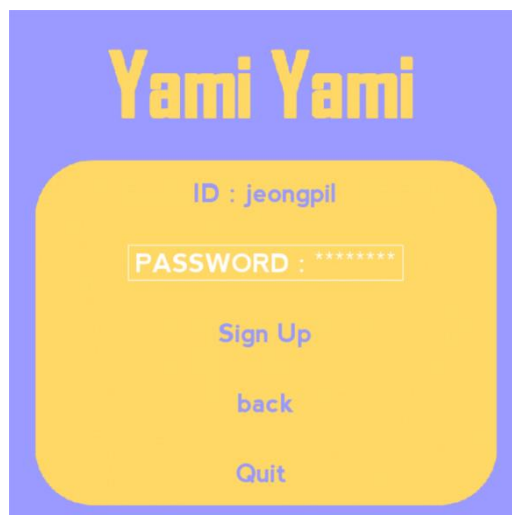 Yami Yami
ID : jeongpil
PASSWORD : ********
Sign Up
back
Quit